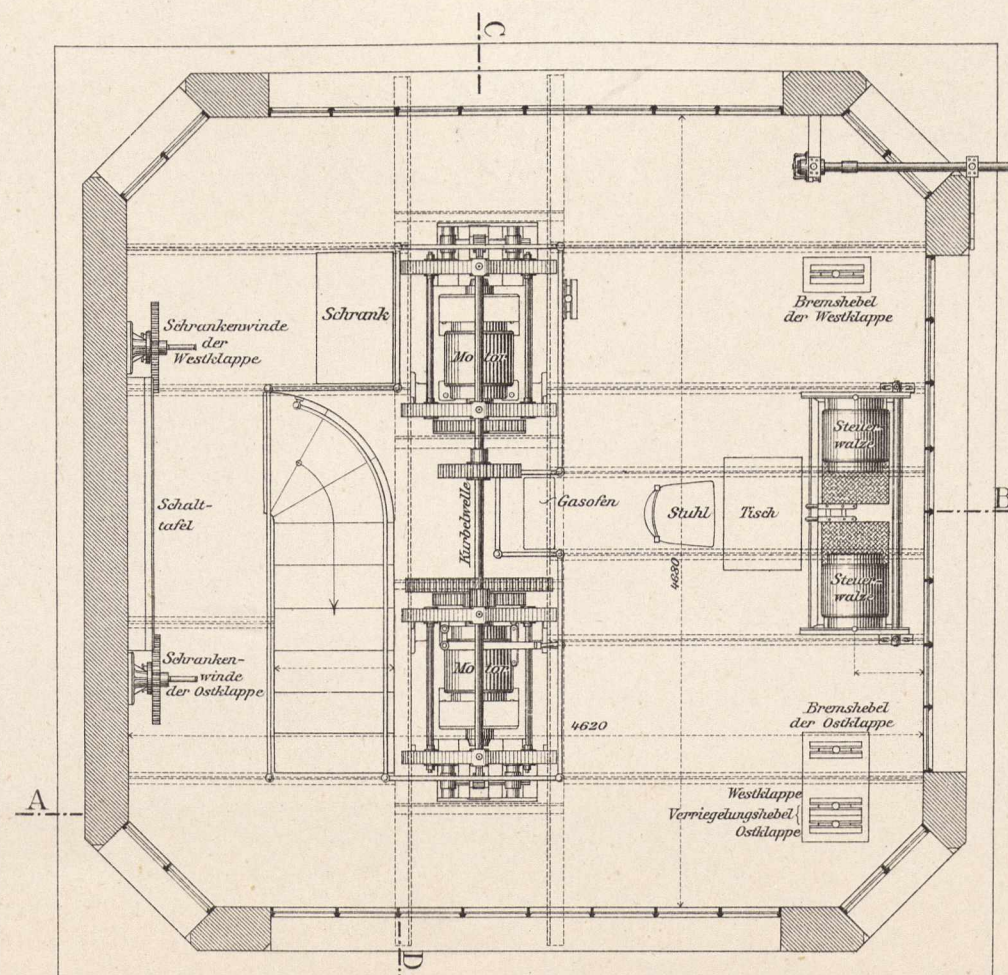 C
Schrankenwinde
der
Westklappe
Schrank
Motor
Bremshebel
der Westklappe
Steuer-
walze
Schalt-
tafel
Kurbelwelle
Gasofen
Stuhl
Tisch
B
4680
Steuer-
walze
Schranken-
winde
der Ostklappe
Motor
4620
Bremshebel
der Ostklappe
A
Westklappe
Verriegelungshebel {
Ostklappe
D